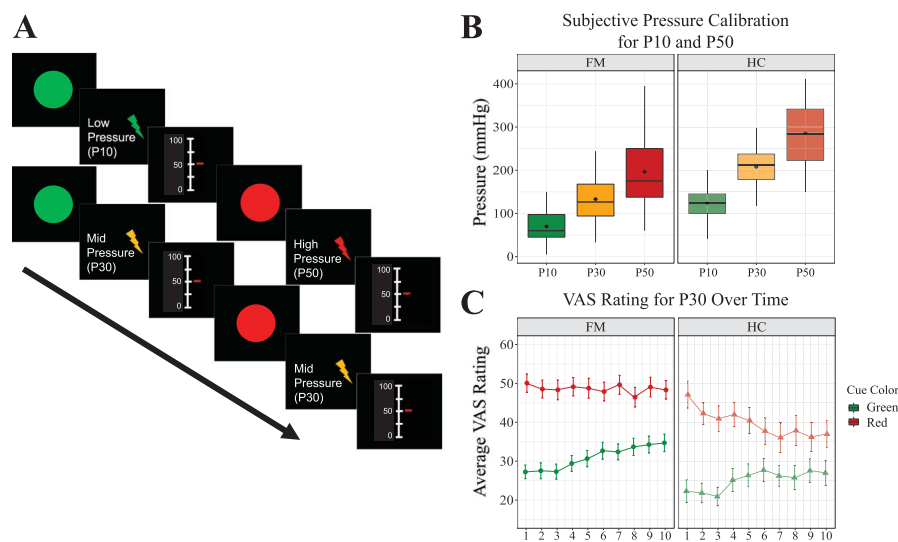 A
Low
Pressure
(P10)
100
50
0
Mid
Pressure
(P30)
100
50
0
High
Pressure
(P50)
100
50
0
Mid
Pressure
(P30)
100
50
0
B
Subjective Pressure Calibration
for P10 and P50
FM
HC
Pressure (mmHg)
400
300
200
100
0
P10 P30 P50
P10 P30 P50
C
VAS Rating for P30 Over Time
FM
HC
Average VAS Rating
60
50
40
30
20
1 2 3 4 5 6 7 8 9 10
1 2 3 4 5 6 7 8 9 10
Cue Color
Green
Red